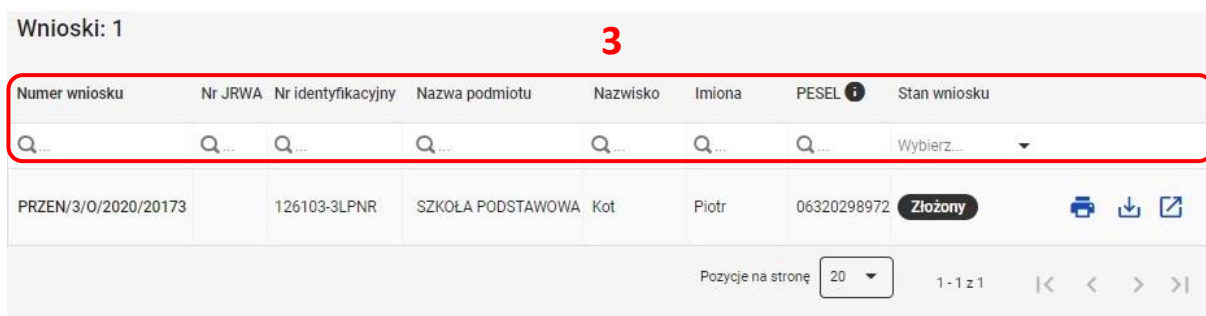 Wnioski: 1
3
Numer wniosku Nr JRWA Nr identyfikacyjny Nazwa podmiotu Nazwisko Imiona PESEL i Stan wniosku
... ... ... ... ... ... ... Wybierz...
PRZEN/3/O/2020/20173 126103-3LPNR SZKOŁA PODSTAWOWA Kot Piotr 06320298972 Złożony
Pozycje na stronę 20 1 - 1 z 1